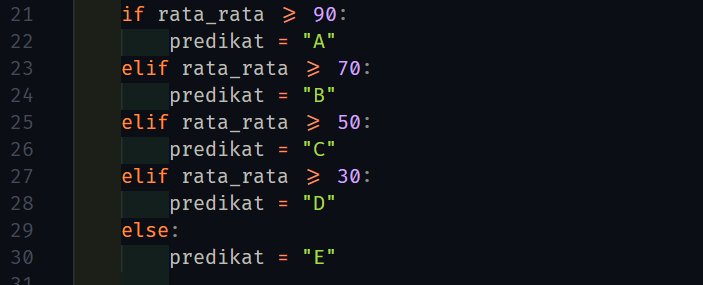 21 if rata_rata >= 90:
22 predikat = "A"
23 elif rata_rata >= 70:
24 predikat = "B"
25 elif rata_rata >= 50:
26 predikat = "C"
27 elif rata_rata >= 30:
28 predikat = "D"
29 else:
30 predikat = "E"
31